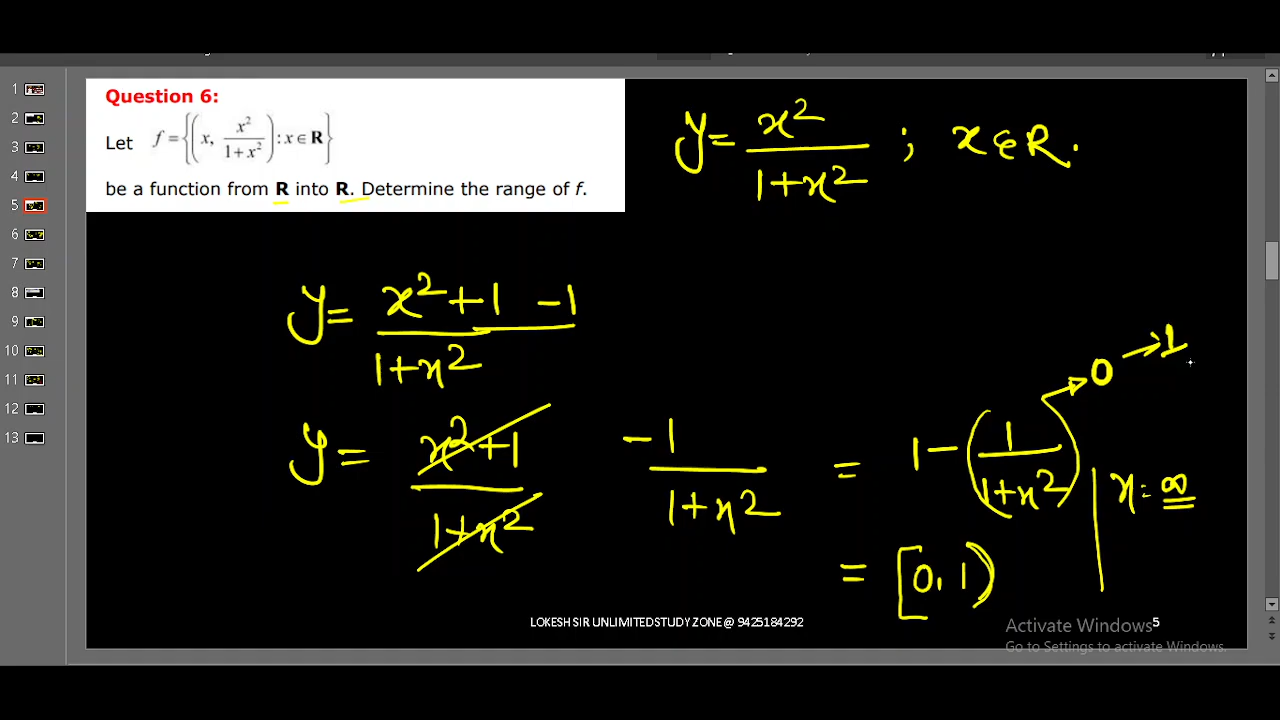 Question 6:
Let f = {(x, x²/(1+x²)) : x ∈ R}
be a function from R into R. Determine the range of f.
y = x²/(1+x²) ; x ∈ R.
y = (x²+1 -1)/(1+x²)
y = (x²+1)/(1+x²) -1/(1+x²) = 1 - (1/(1+x²)) → 0 → 1
x = ∞
= [0, 1)
LOKESH SIR UNLIMITEDSTUDY ZONE@ 9425184292
5
Activate Windows
Go to Settings to activate Windows.
1
2
3
4
5
6
7
8
9
10
11
12
13